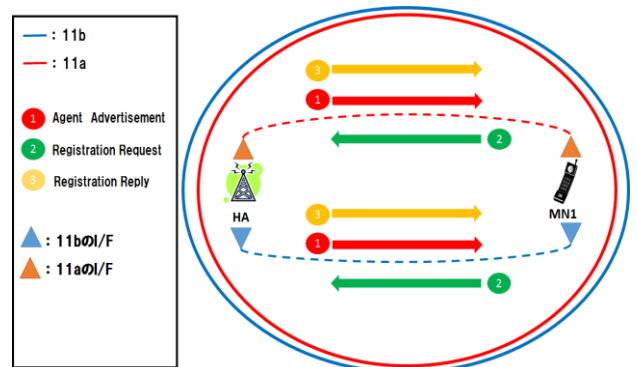 : 11b
: 11a
1 Agent Advertisement
2 Registration Request
3 Registration Reply
: 11bのI/F
: 11aのI/F
3
1
2
HA
MN1
3
1
2